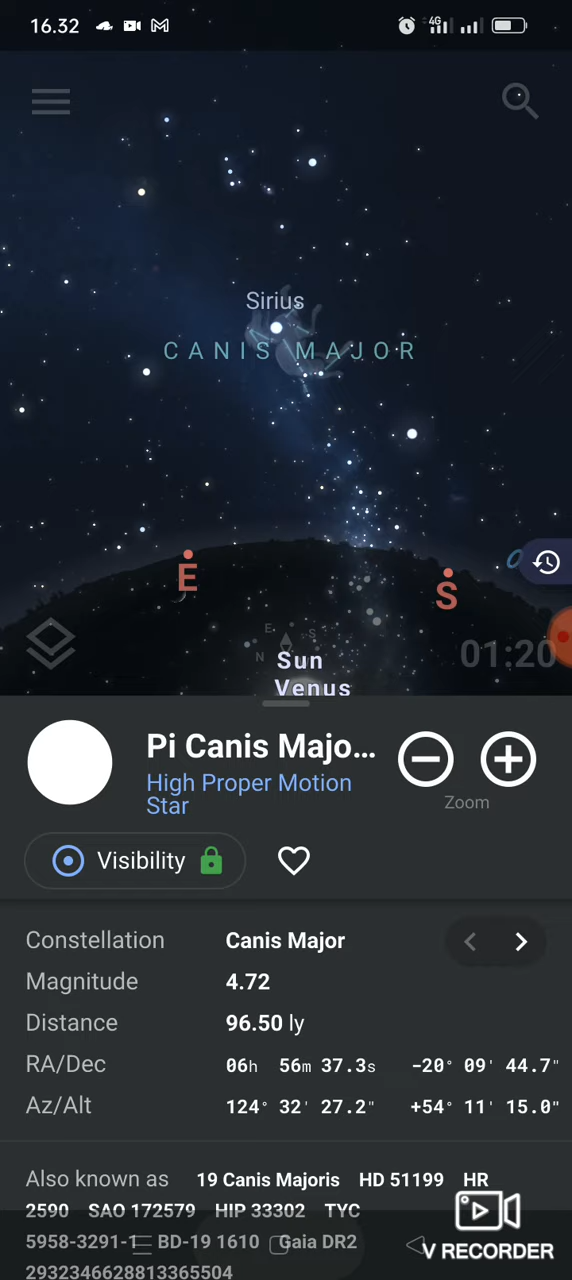 16.32
4G
Sirius
CANIS MAJOR
E
S
E
S
N
Sun
01:20
Venus
Pi Canis Majo...
High Proper Motion
Star
Zoom
Visibility
Constellation Canis Major
Magnitude 4.72
Distance 96.50 ly
RA/Dec 06h 56m 37.3s -20° 09' 44.7"
Az/Alt 124° 32' 27.2" +54° 11' 15.0"
Also known as 19 Canis Majoris HD 51199 HR
2590 SAO 172579 HIP 33302 TYC
5958-3291-1 BD-19 1610 Gaia DR2
2932346628813365504
V RECORDER